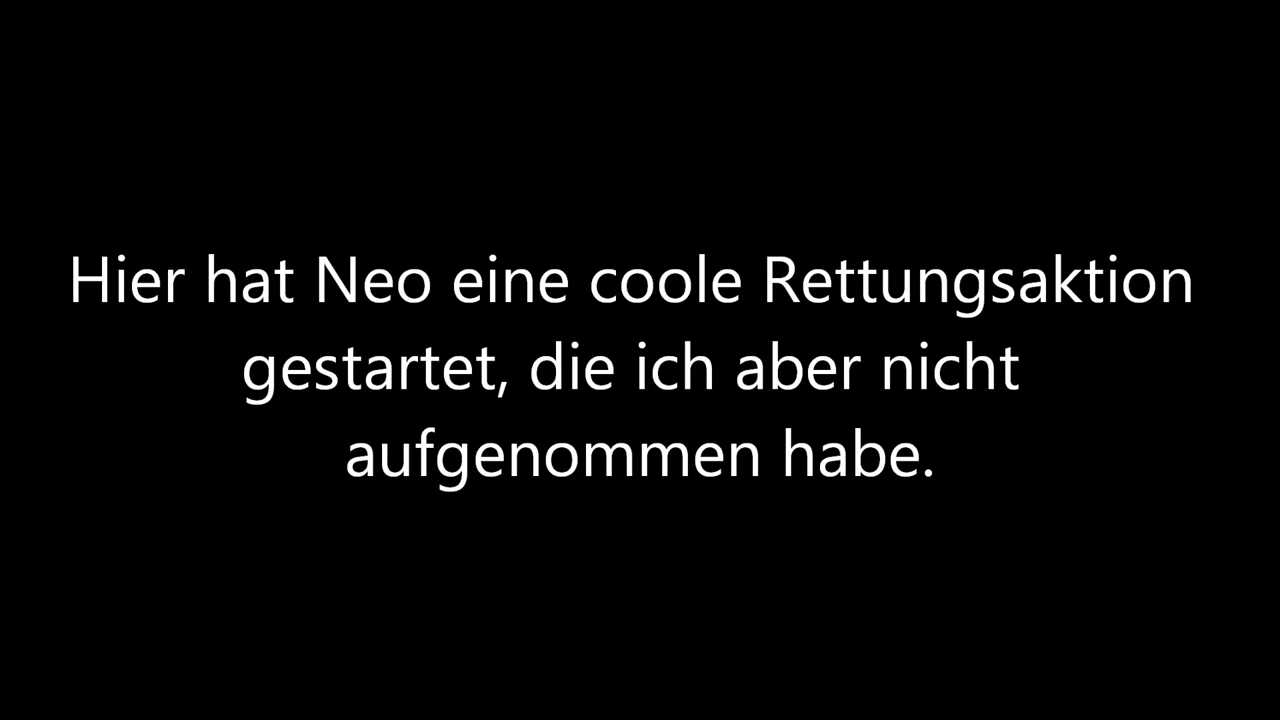 Hier hat Neo eine coole Rettungsaktion
gestartet, die ich aber nicht
aufgenommen habe.